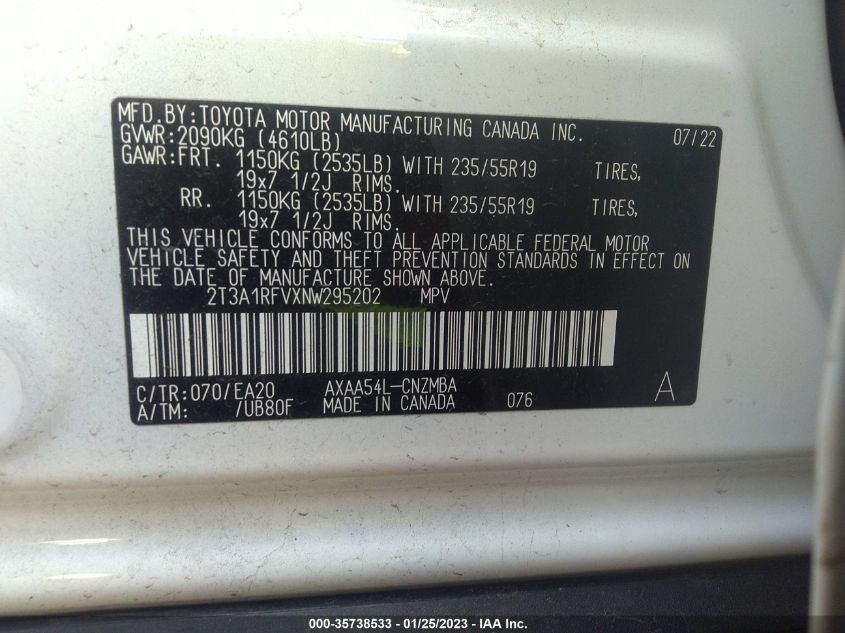 MFD.BY:TOYOTA MOTOR MANUFACTURING CANADA INC. 07/22
GVWR:2090KG (4610LB)
GAWR:FRT. 1150KG (2535LB) WITH 235/55R19 TIRES,
19x7 1/2J RIMS.
RR. 1150KG (2535LB) WITH 235/55R19 TIRES,
19x7 1/2J RIMS.
THIS VEHICLE CONFORMS TO ALL APPLICABLE FEDERAL MOTOR
VEHICLE SAFETY AND THEFT PREVENTION STANDARDS IN EFFECT ON
THE DATE OF MANUFACTURE SHOWN ABOVE.
2T3A1RFVXNW295202 MPV
C/TR:070/EA20 AXAA54L-CNZMBA A
A/TM: /UB80F MADE IN CANADA 076
000-35738533 - 01/25/2023 - IAA Inc.